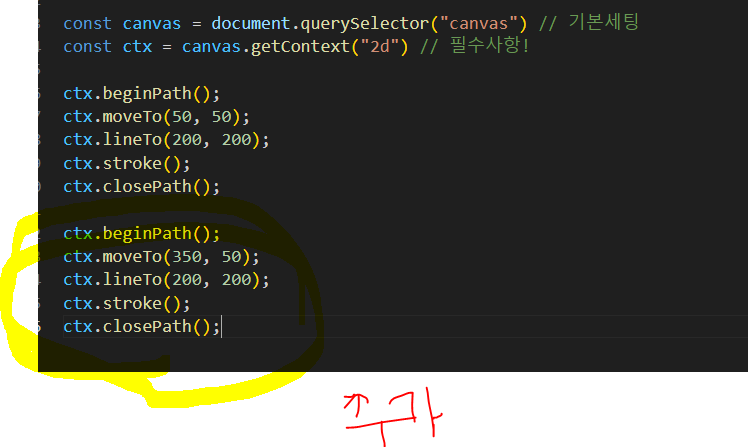 const canvas = document.querySelector("canvas") // 기본세팅
const ctx = canvas.getContext("2d") // 필수사항!
ctx.beginPath();
ctx.moveTo(50, 50);
ctx.lineTo(200, 200);
ctx.stroke();
ctx.closePath();
ctx.beginPath();
ctx.moveTo(350, 50);
ctx.lineTo(200, 200);
ctx.stroke();
ctx.closePath();
추가